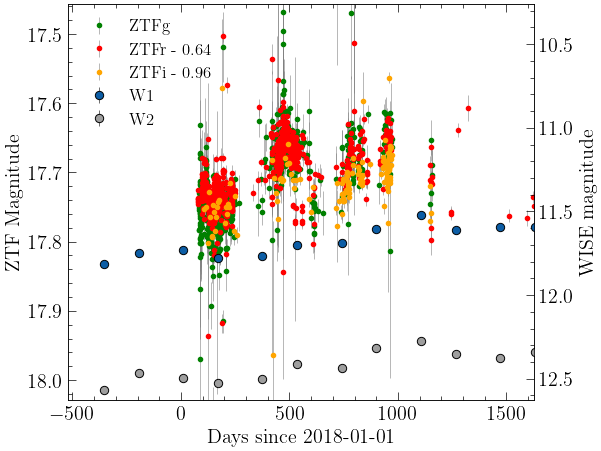 ZTFg
ZTFr - 0.64
ZTFi - 0.96
W1
W2
ZTF Magnitude
17.5
17.6
17.7
17.8
17.9
18.0
WISE magnitude
10.5
11.0
11.5
12.0
12.5
−500 0 500 1000 1500
Days since 2018-01-01